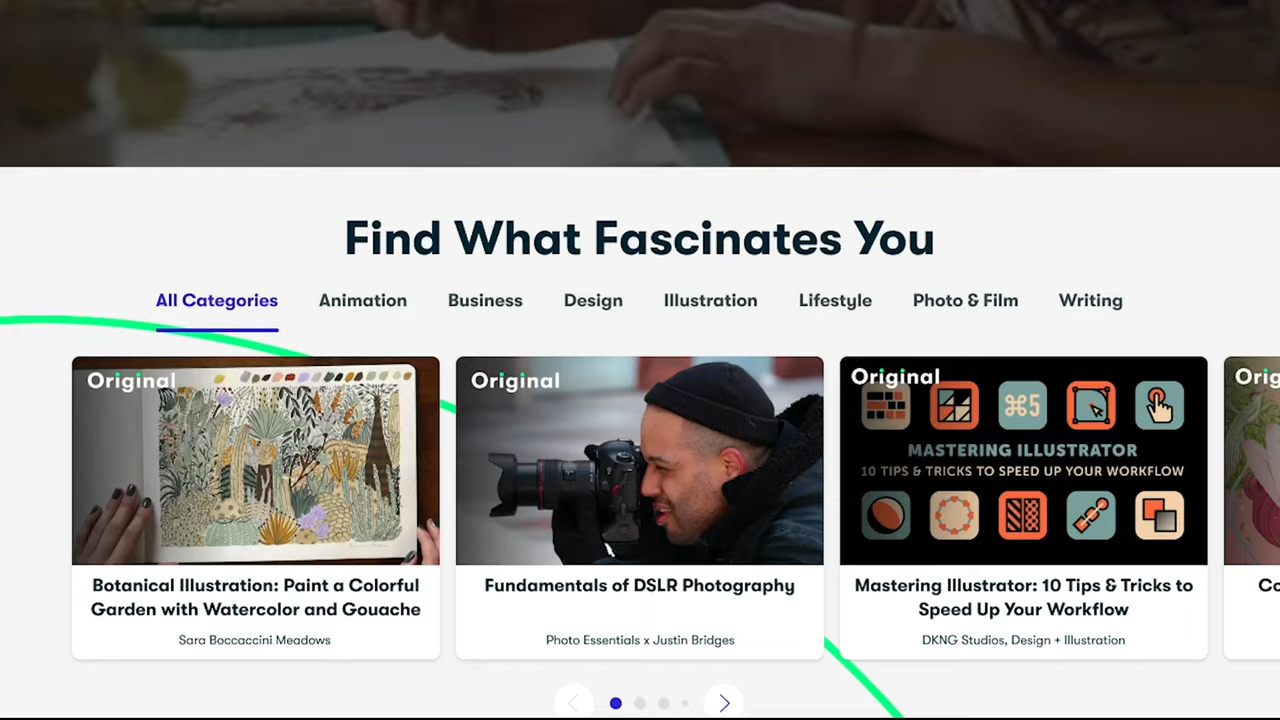 Find What Fascinates You
All Categories Animation Business Design Illustration Lifestyle Photo & Film Writing
Original
Botanical Illustration: Paint a Colorful
Garden with Watercolor and Gouache
Sara Boccaccini Meadows
Original
Fundamentals of DSLR Photography
Photo Essentials x Justin Bridges
Original
⌘5
MASTERING ILLUSTRATOR
10 TIPS & TRICKS TO SPEED UP YOUR WORKFLOW
Mastering Illustrator: 10 Tips & Tricks to
Speed Up Your Workflow
DKNG Studios, Design + Illustration